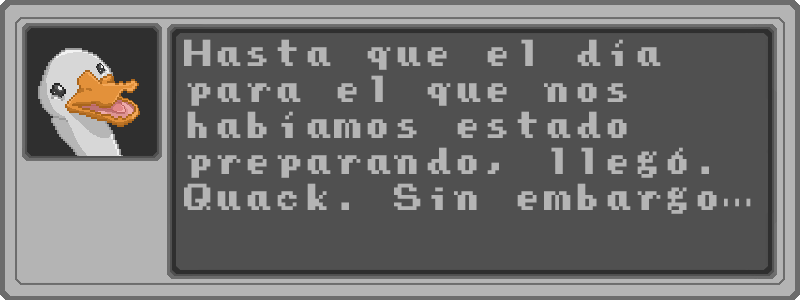 Hasta que el día
para el que nos
habíamos estado
preparando, llegó.
Quack. Sin embargo…